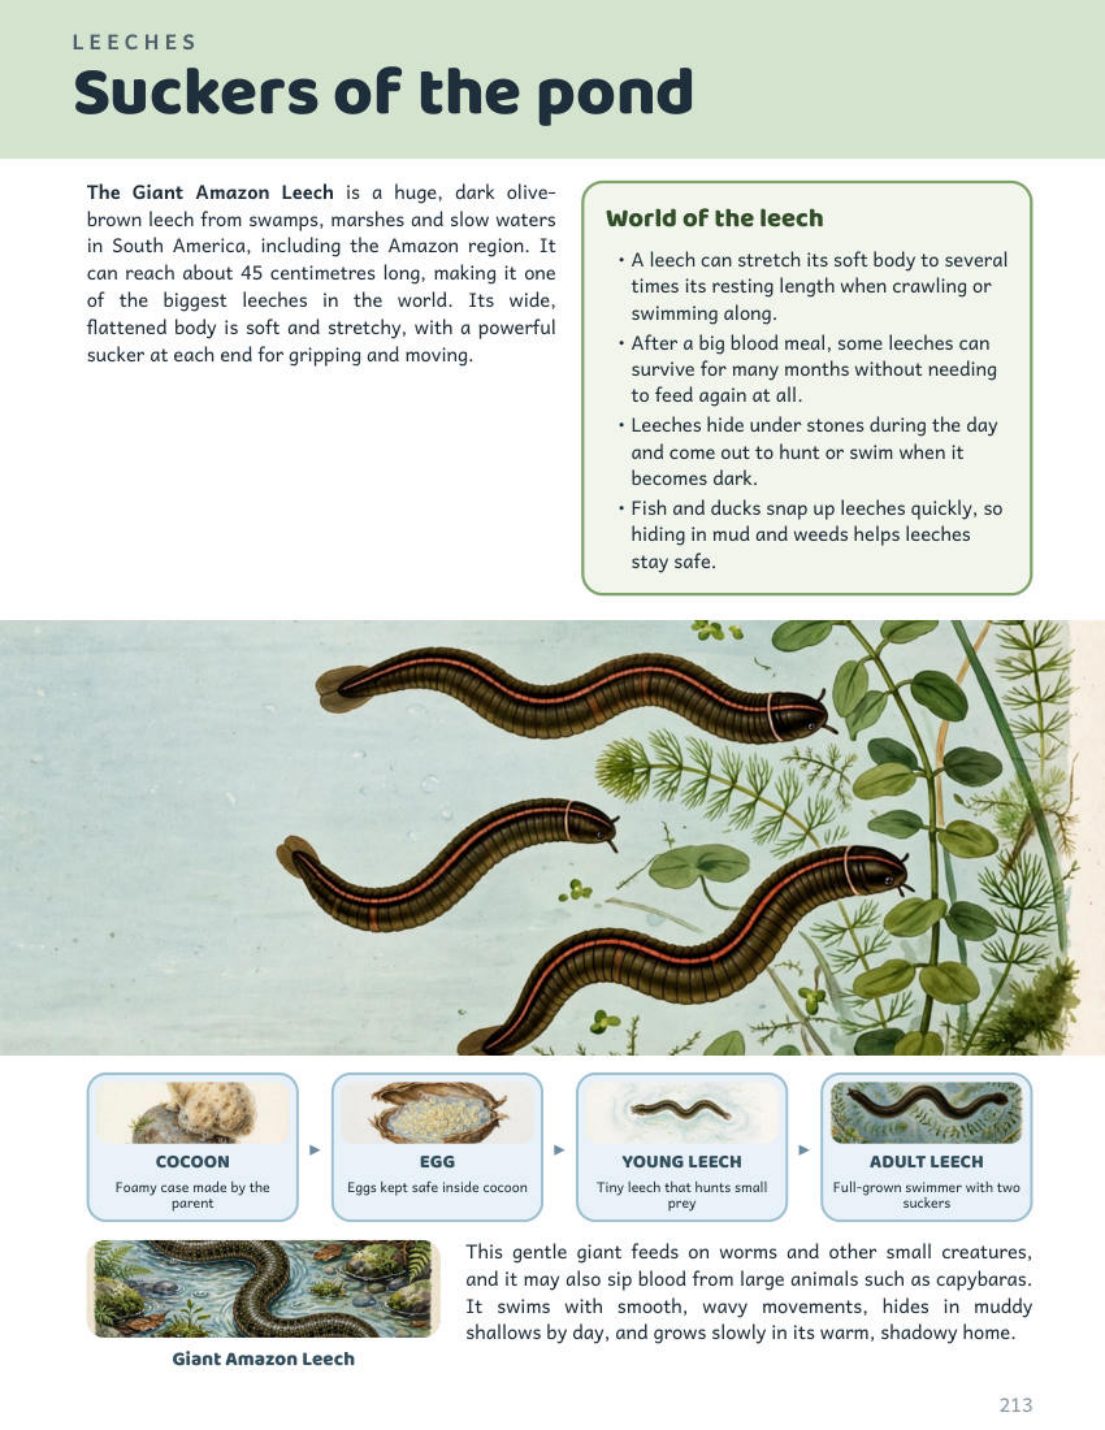 LEECHES
Suckers of the pond
The Giant Amazon Leech is a huge, dark olive-
brown leech from swamps, marshes and slow waters
in South America, including the Amazon region. It
can reach about 45 centimetres long, making it one
of the biggest leeches in the world. Its wide,
flattened body is soft and stretchy, with a powerful
sucker at each end for gripping and moving.
World of the leech
• A leech can stretch its soft body to several
times its resting length when crawling or
swimming along.
• After a big blood meal, some leeches can
survive for many months without needing
to feed again at all.
• Leeches hide under stones during the day
and come out to hunt or swim when it
becomes dark.
• Fish and ducks snap up leeches quickly, so
hiding in mud and weeds helps leeches
stay safe.
COCOON
Foamy case made by the
parent
EGG
Eggs kept safe inside cocoon
YOUNG LEECH
Tiny leech that hunts small
prey
ADULT LEECH
Full-grown swimmer with two
suckers
Giant Amazon Leech
This gentle giant feeds on worms and other small creatures,
and it may also sip blood from large animals such as capybaras.
It swims with smooth, wavy movements, hides in muddy
shallows by day, and grows slowly in its warm, shadowy home.
213